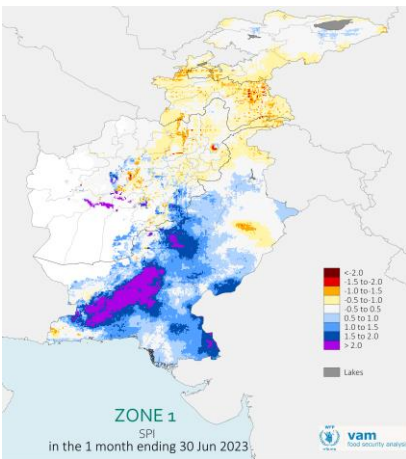 <-2.0
-1.5 to-2.0
-1.0 to-1.5
-0.5 to-1.0
-0.5 to 0.5
0.5 to 1.0
1.0 to 1.5
1.5 to 2.0
> 2.0
Lakes
ZONE 1
SPI
in the 1 month ending 30 Jun 2023
WFP
vam
food security analysis